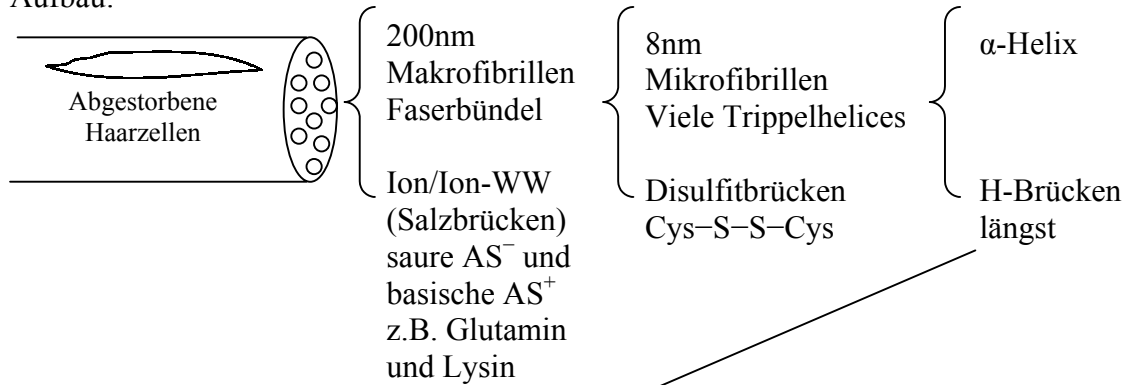 Aufbau:
Abgestorbene
Haarzellen
200nm
Makrofibrillen
Faserbündel
Ion/Ion-WW
(Salzbrücken)
saure AS⁻ und
basische AS⁺
z.B. Glutamin
und Lysin
8nm
Mikrofibrillen
Viele Trippelhelices
Disulfitbrücken
Cys−S−S−Cys
α-Helix
H-Brücken
längst